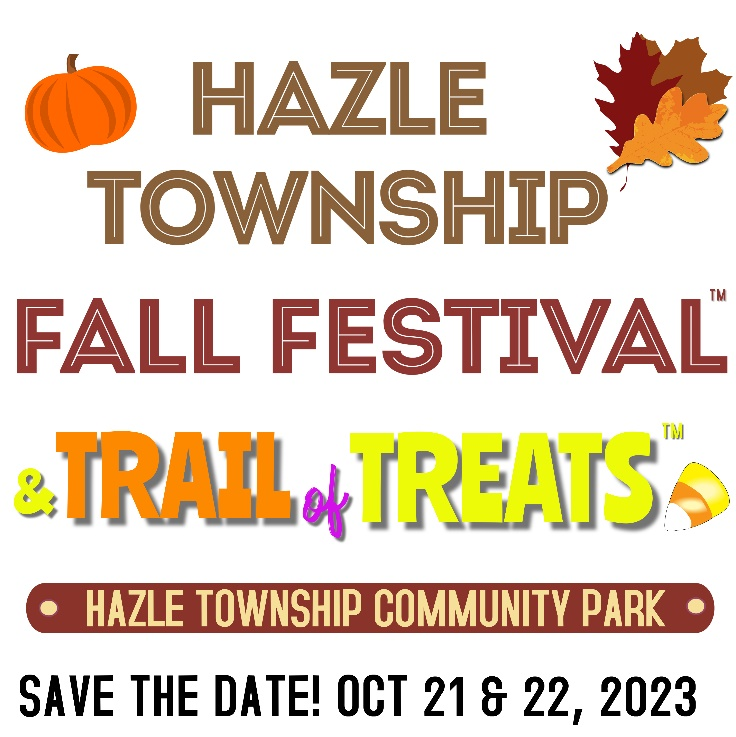 HAZLE
TOWNSHIP
FALL FESTIVAL™
& TRAIL of TREATS™
HAZLE TOWNSHIP COMMUNITY PARK
SAVE THE DATE! OCT 21 & 22, 2023